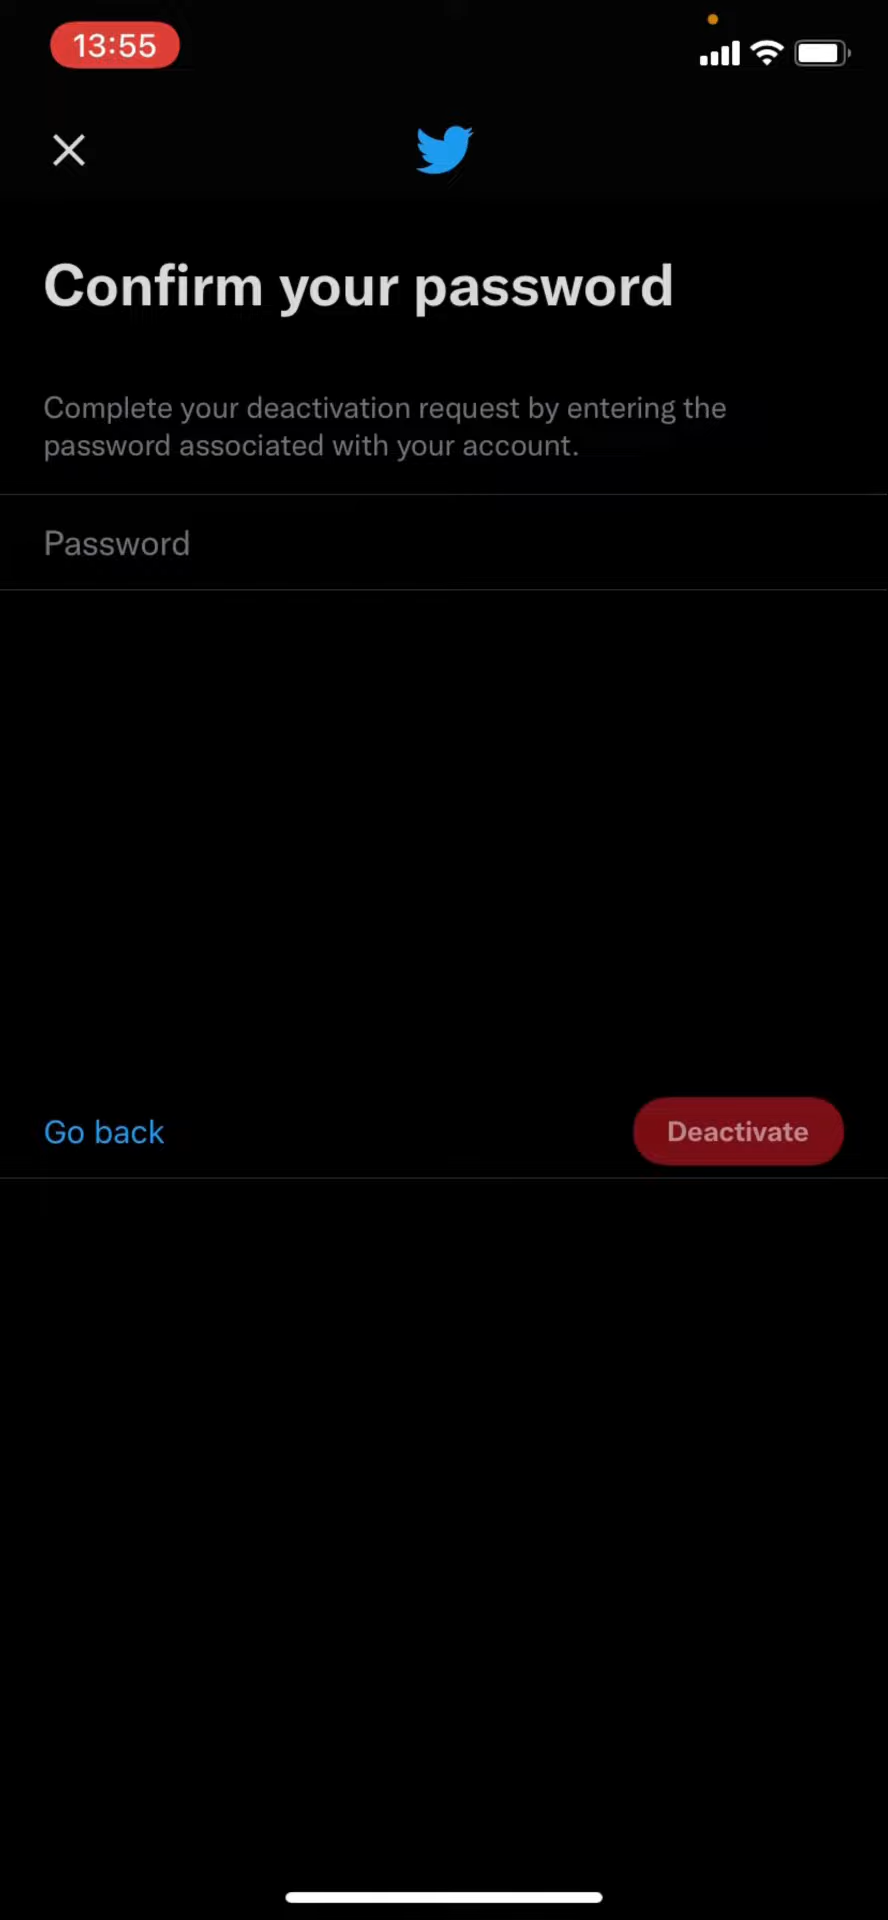 13:55
Confirm your password
Complete your deactivation request by entering the
password associated with your account.
Password
Go back
Deactivate